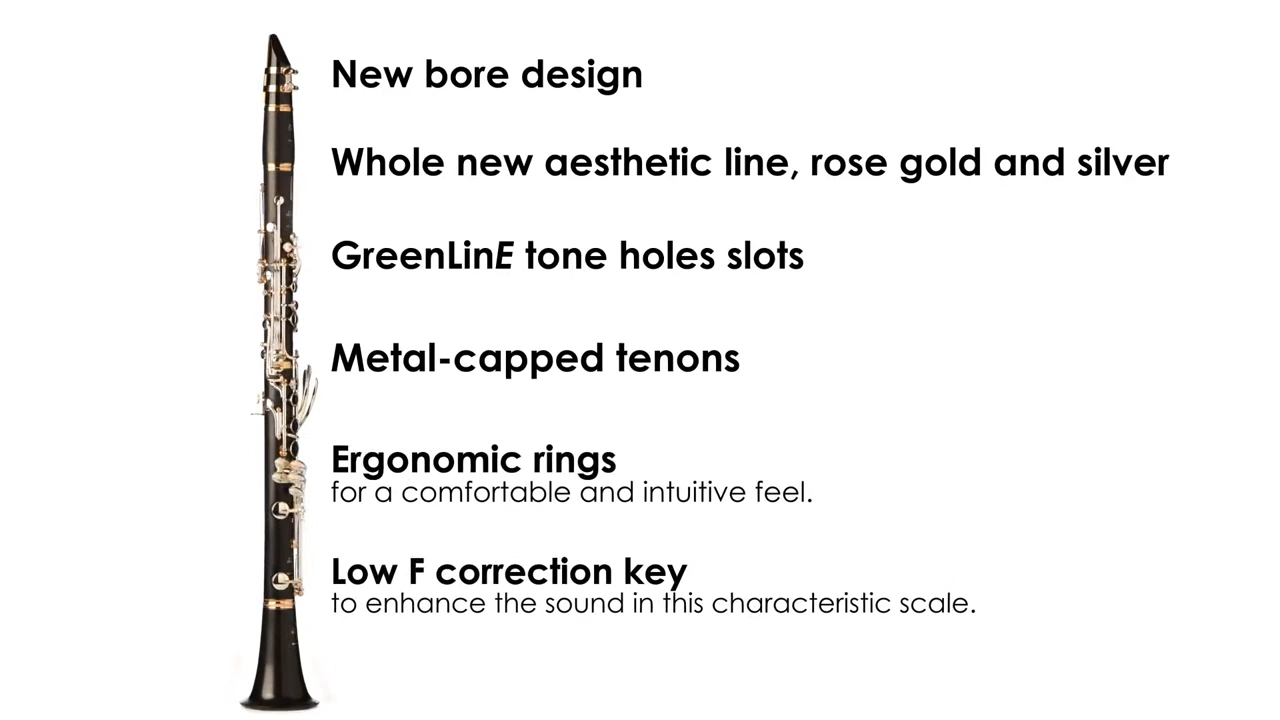 New bore design
Whole new aesthetic line, rose gold and silver
GreenLinE tone holes slots
Metal-capped tenons
Ergonomic rings
for a comfortable and intuitive feel.
Low F correction key
to enhance the sound in this characteristic scale.